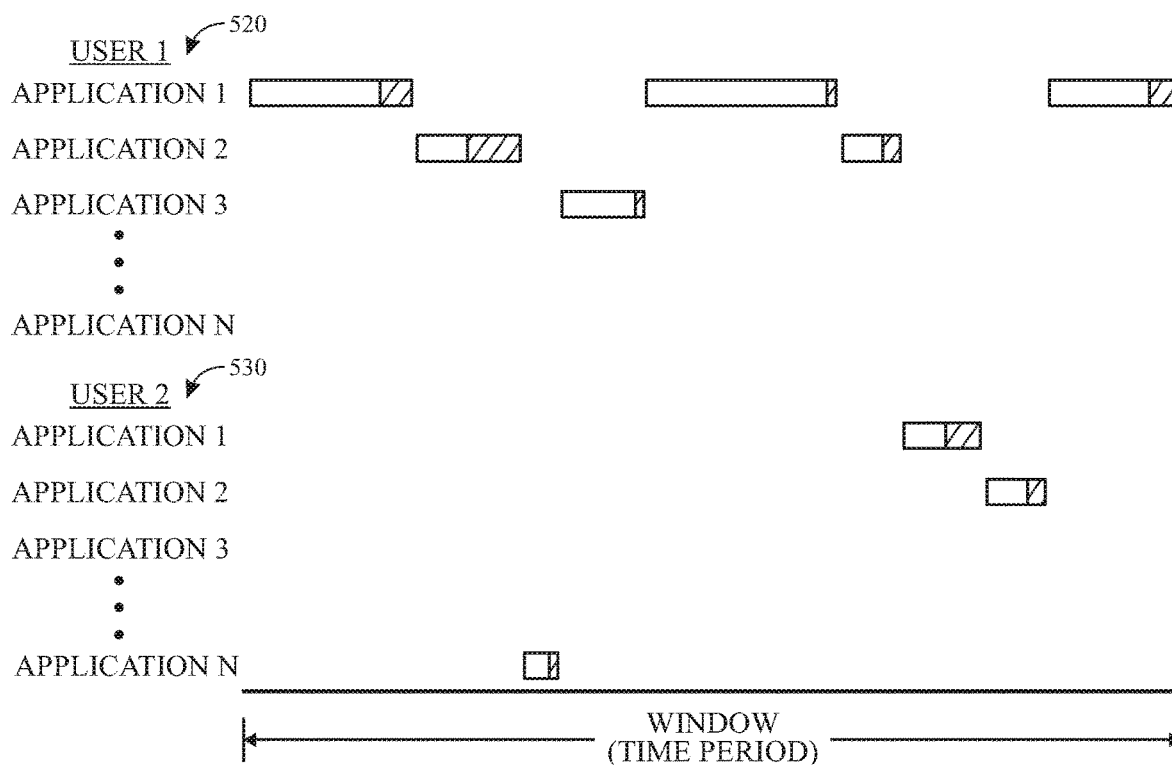 520
USER 1
APPLICATION 1
APPLICATION 2
APPLICATION 3
APPLICATION N
530
USER 2
APPLICATION 1
APPLICATION 2
APPLICATION 3
APPLICATION N
WINDOW
(TIME PERIOD)